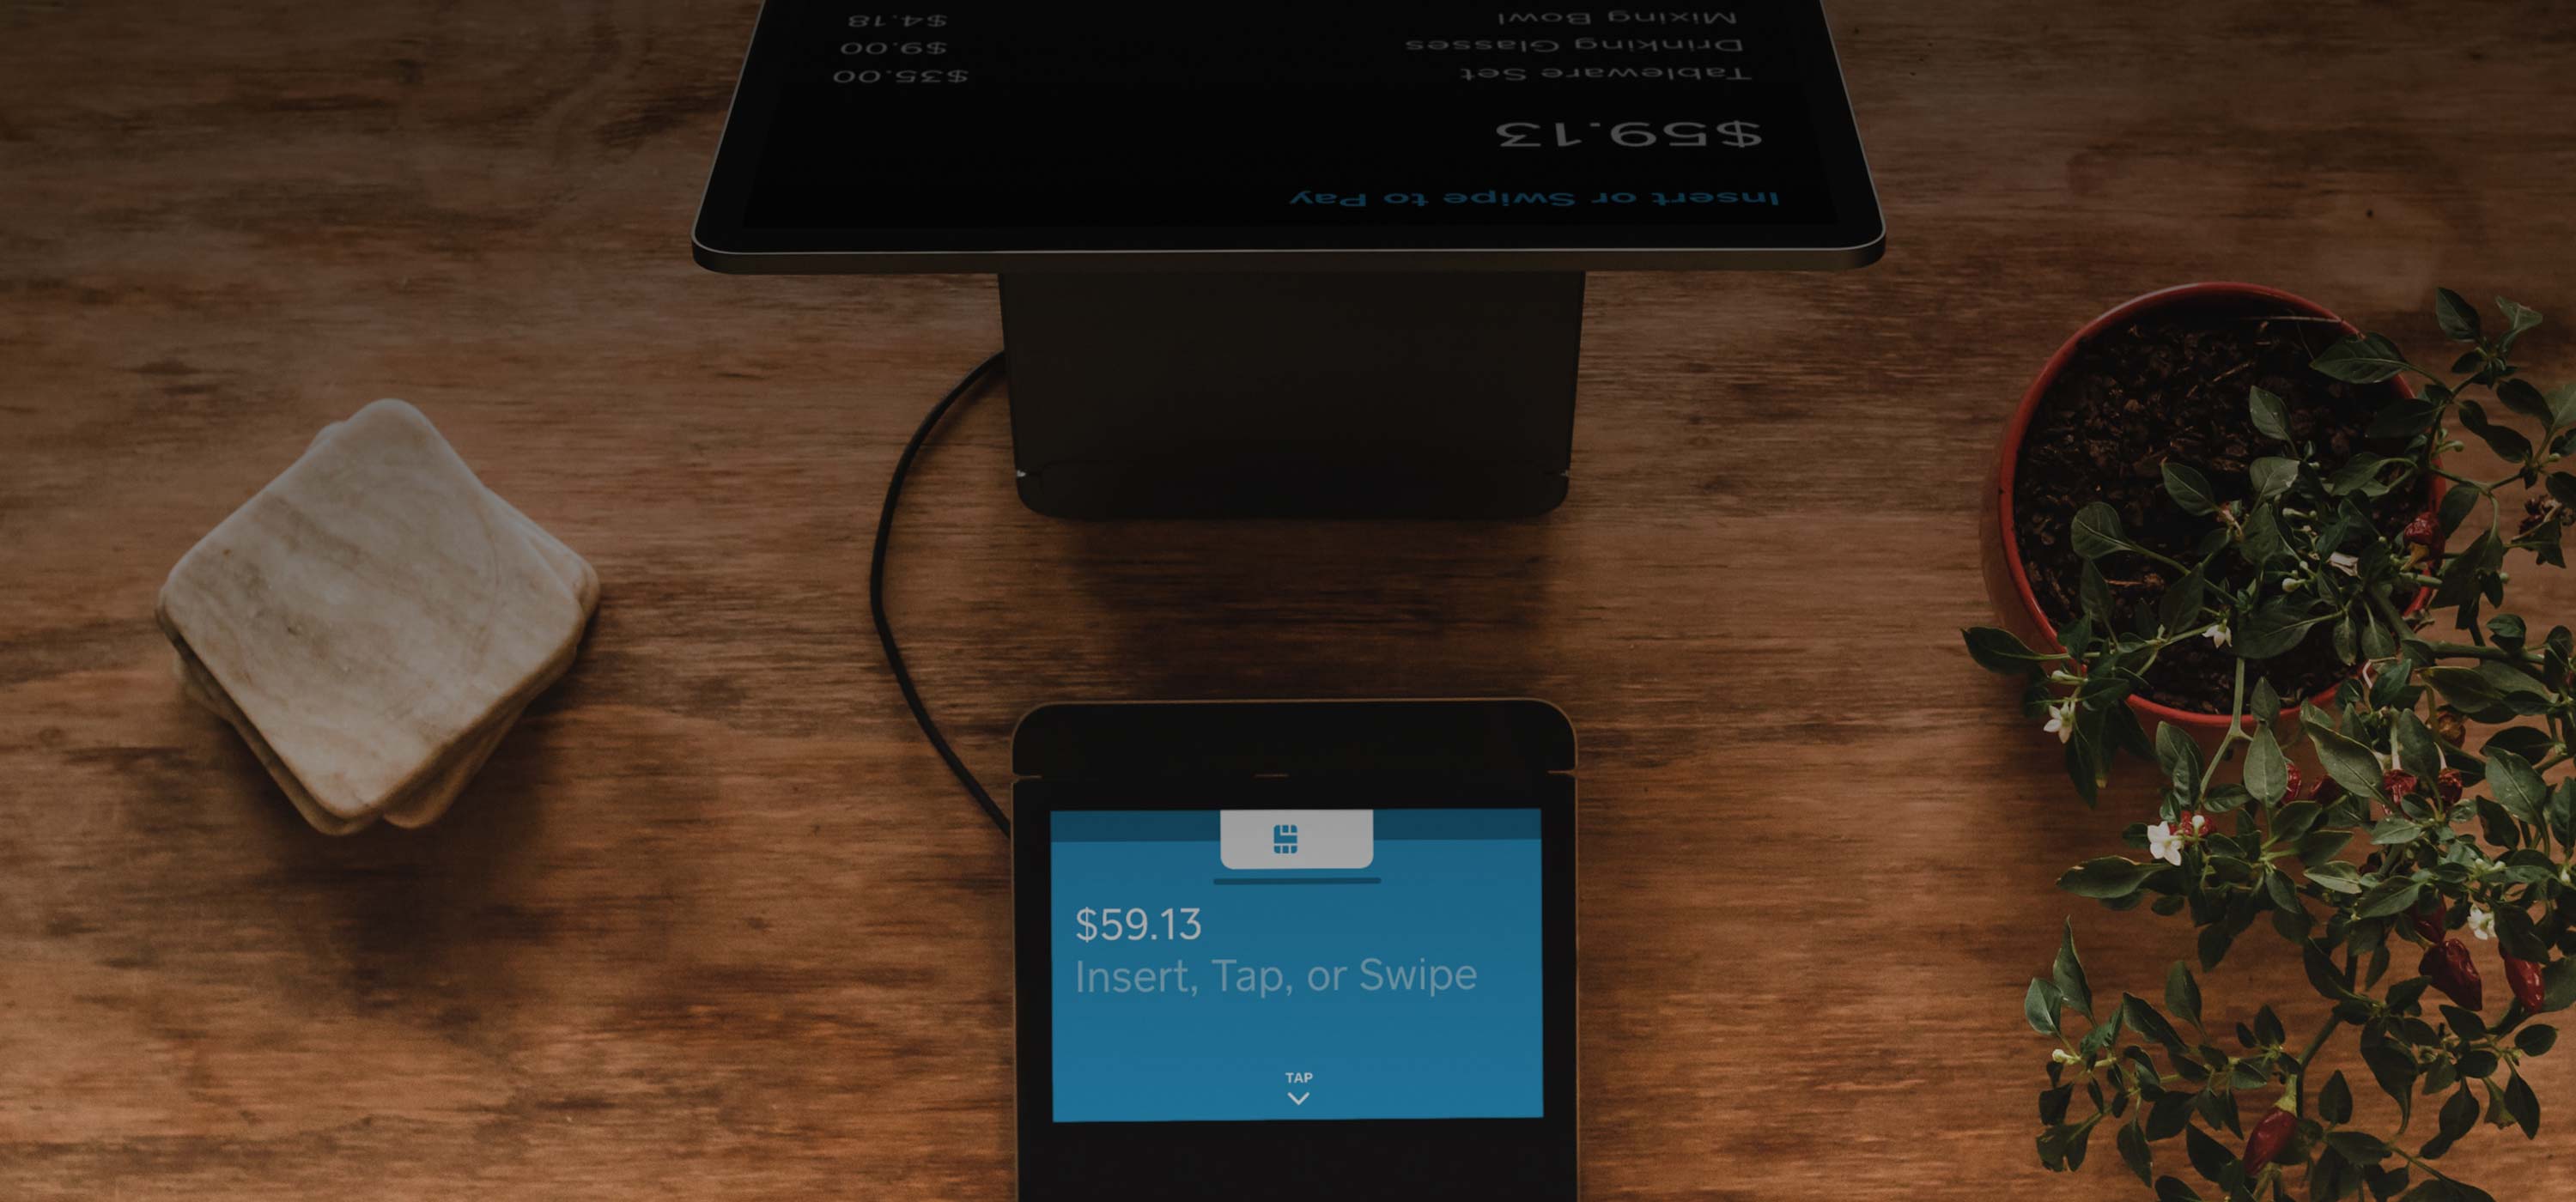 Insert or Swipe to Pay
$59.13
Tableware Set $35.00
Drinking Glasses $9.00
Mixing Bowl $4.18
$59.13
Insert, Tap, or Swipe
TAP